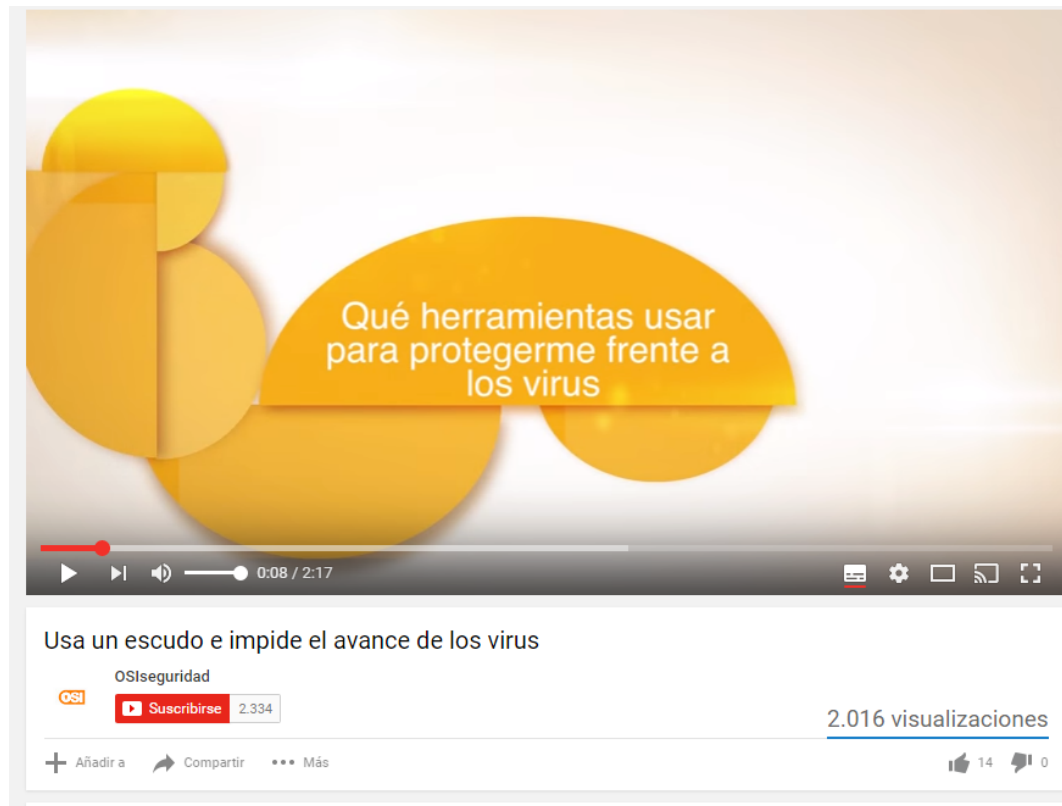 Qué herramientas usar
para protegerme frente a
los virus
0:08 / 2:17
Usa un escudo e impide el avance de los virus
OSIseguridad
OSI
Suscribirse 2.334
2.016 visualizaciones
Añadir a Compartir Más 14 0